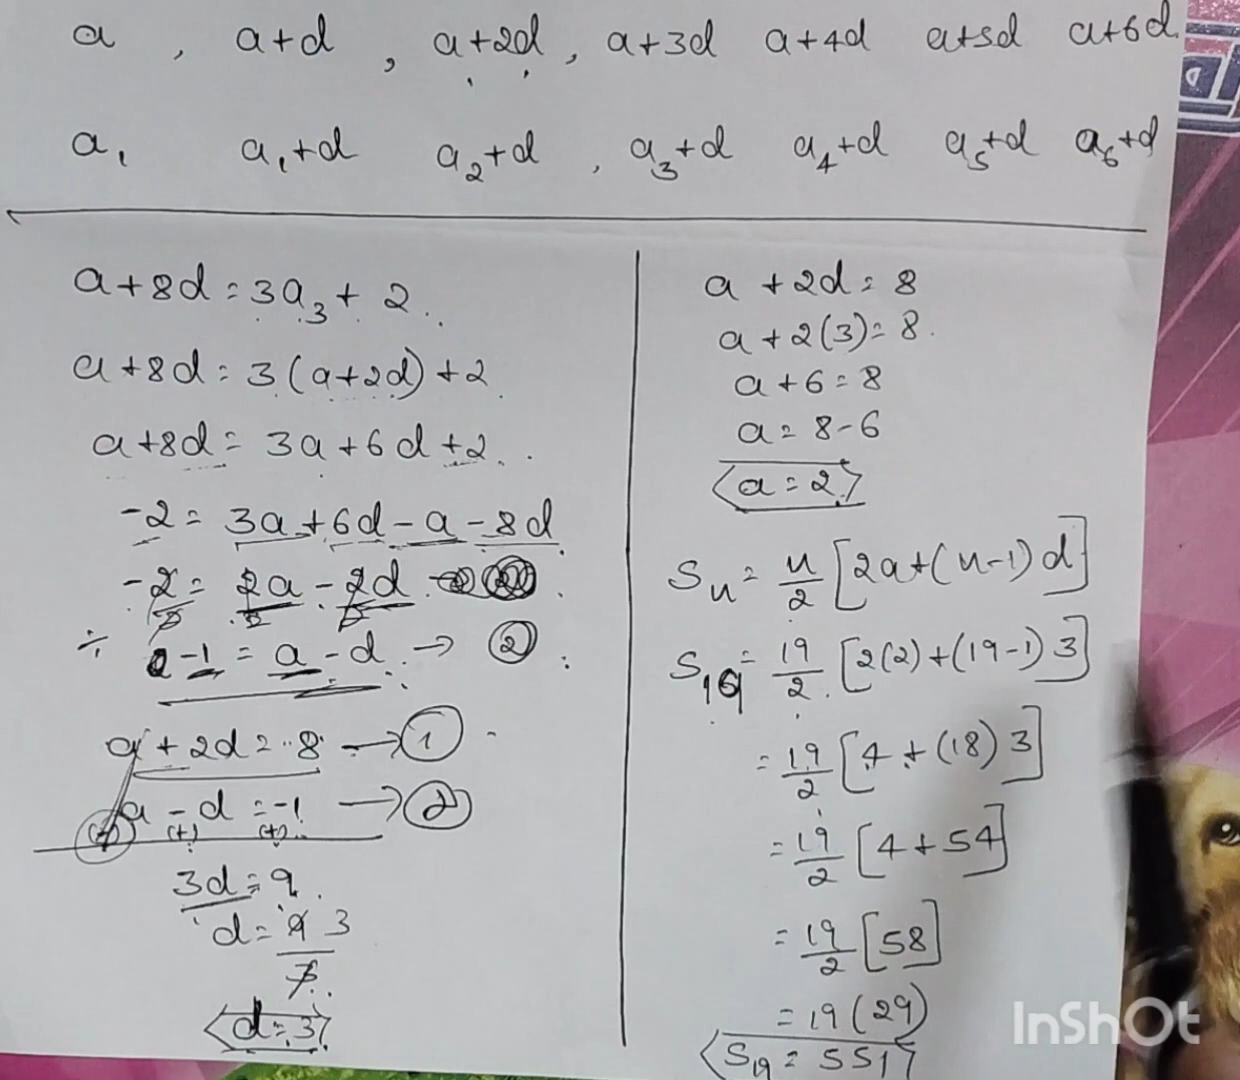 a , a+d , a+2d , a+3d a+4d a+5d a+6d
a₁ a₁+d a₂+d , a₃+d a₄+d a₅+d a₆+d
a+8d = 3a₃ + 2
a+8d = 3(a+2d)+2
a+8d = 3a+6d+2
-2 = 3a+6d-a-8d
-2 = 2a-2d
÷ -1 = a-d → ②
a+2d = 8 → ①
a-d = -1 → ②
(-) (+) (+)
3d = 9
d = 9 3
3
d = 3
a + 2d = 8
a + 2(3) = 8
a+6 = 8
a = 8-6
a = 2
Sn = n/2 [2a+(n-1)d]
S19 = 19/2 [2(2)+(19-1)3]
= 19/2 [4+(18)3]
= 19/2 [4+54]
= 19/2 [58]
= 19(29)
S19 = 551
InShOt